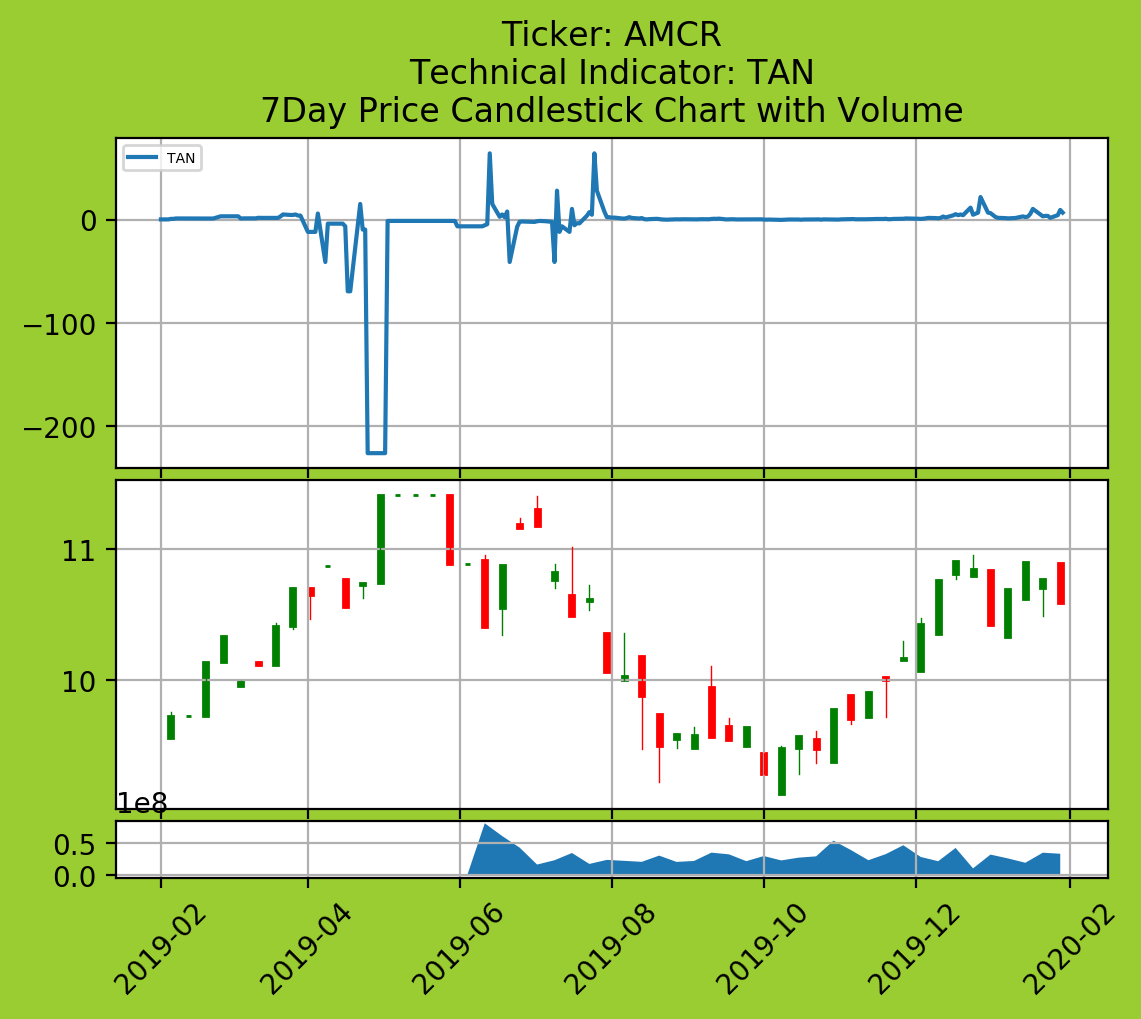 Ticker: AMCR
Technical Indicator: TAN
7Day Price Candlestick Chart with Volume
TAN
0
−100
−200
11
10
1e8
0.5
0.0
2019-02
2019-04
2019-06
2019-08
2019-10
2019-12
2020-02